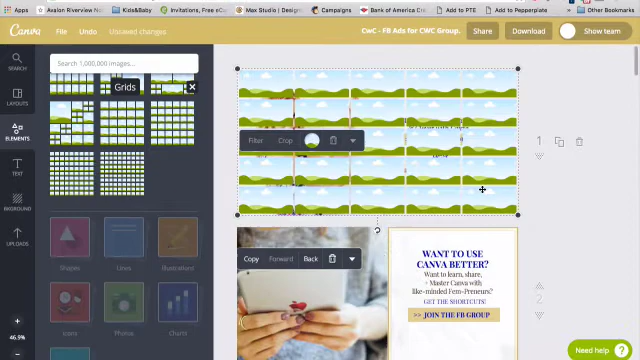 Avalon Riverview North
Kids&Baby
Invitations, Free eC
Max Studio | Design
Campaigns
Bank of America C
Add to PTE
Add to Pepperplate
Other Bookmarks
Canva
File
Undo
Unsaved changes
CwC - FB Ads for CWC Group.
Share
Download
Show team
SEARCH
LAYOUTS
ELEMENTS
TEXT
BKGROUND
UPLOADS
46.9%
Search 1,000,000 images...
Grids
Shapes
Lines
Illustrations
Icons
Photos
Charts
Filter
Crop
1
Copy
Forward
Back
WANT TO USE
CANVA BETTER?
Want to learn, share,
+ Master Canva with
like-minded Fem-Preneurs?
GET THE SHORTCUTS!
>> JOIN THE FB GROUP
2
Need help?